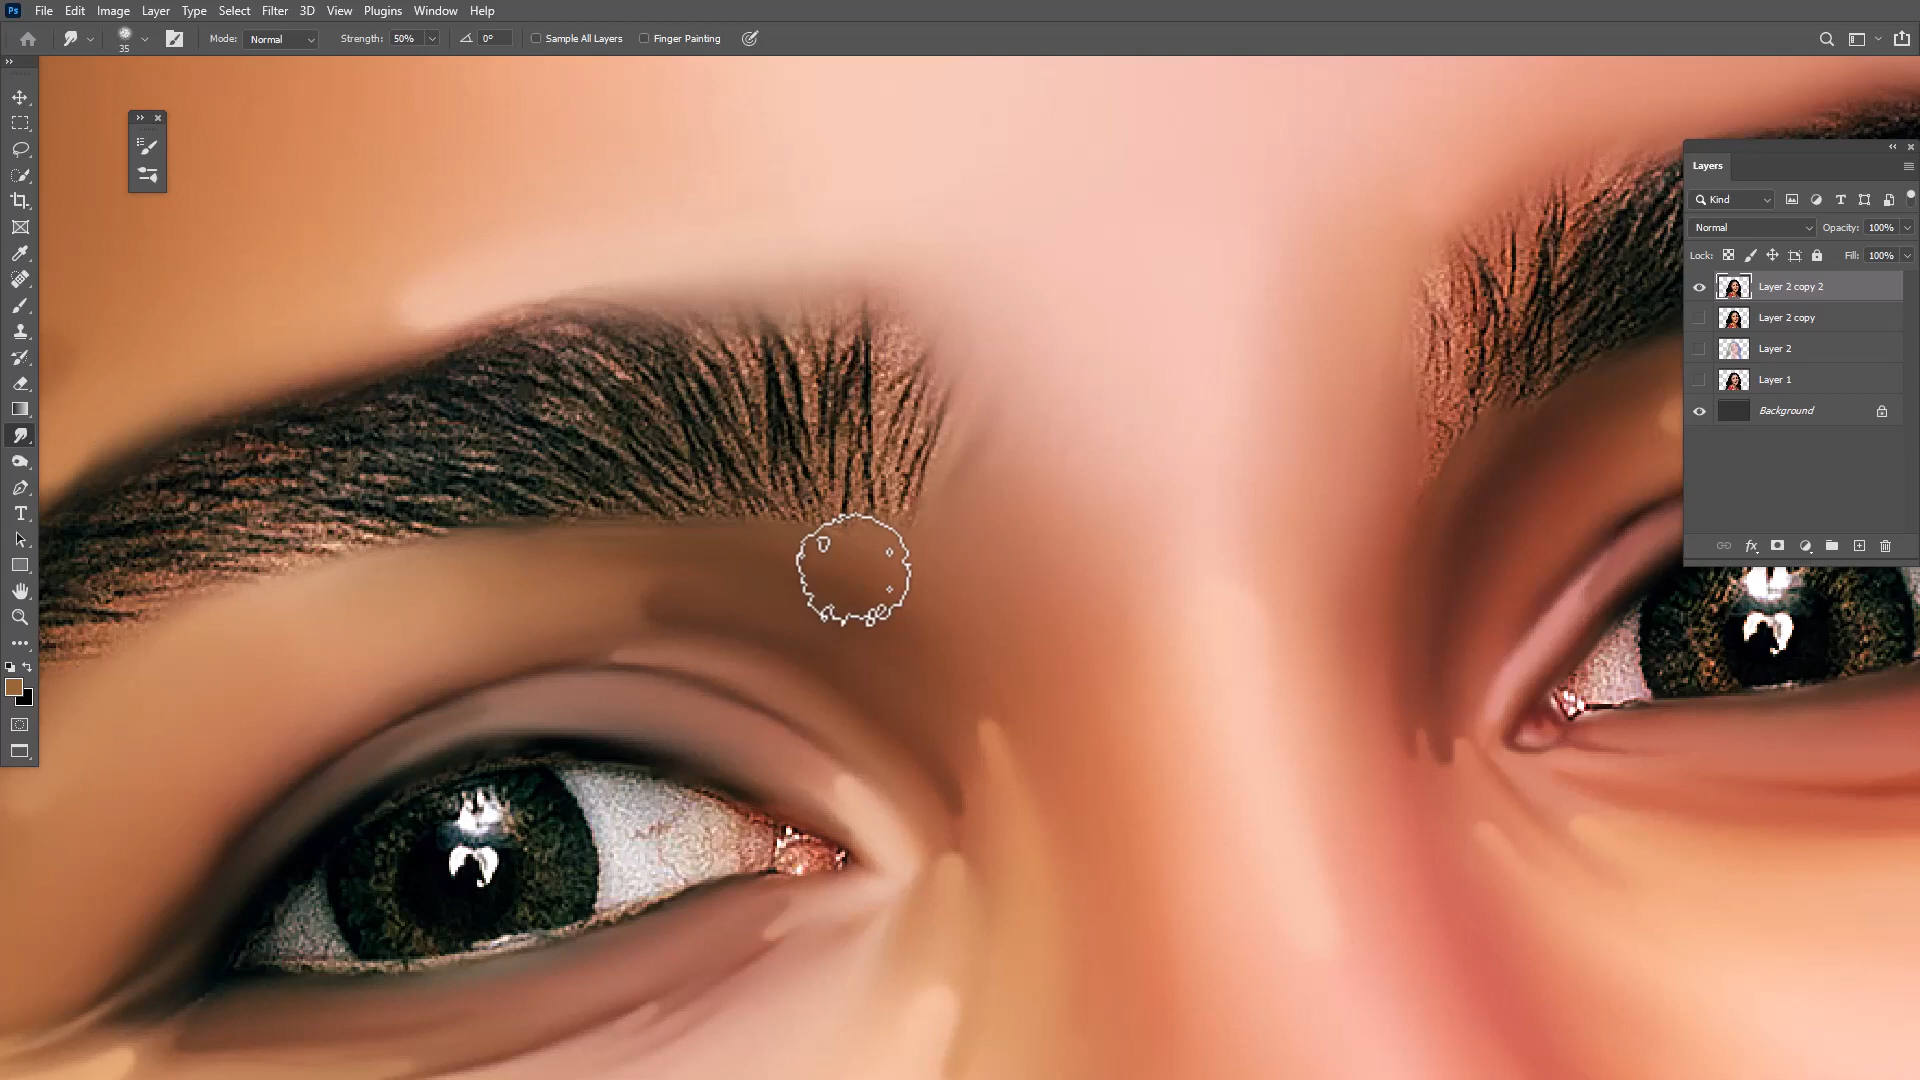 Ps File Edit Image Layer Type Select Filter 3D View Plugins Window Help
35 Mode: Normal Strength: 50% 0° Sample All Layers Finger Painting
Layers
Kind
Normal Opacity: 100%
Lock: Fill: 100%
Layer 2 copy 2
Layer 2 copy
Layer 2
Layer 1
Background